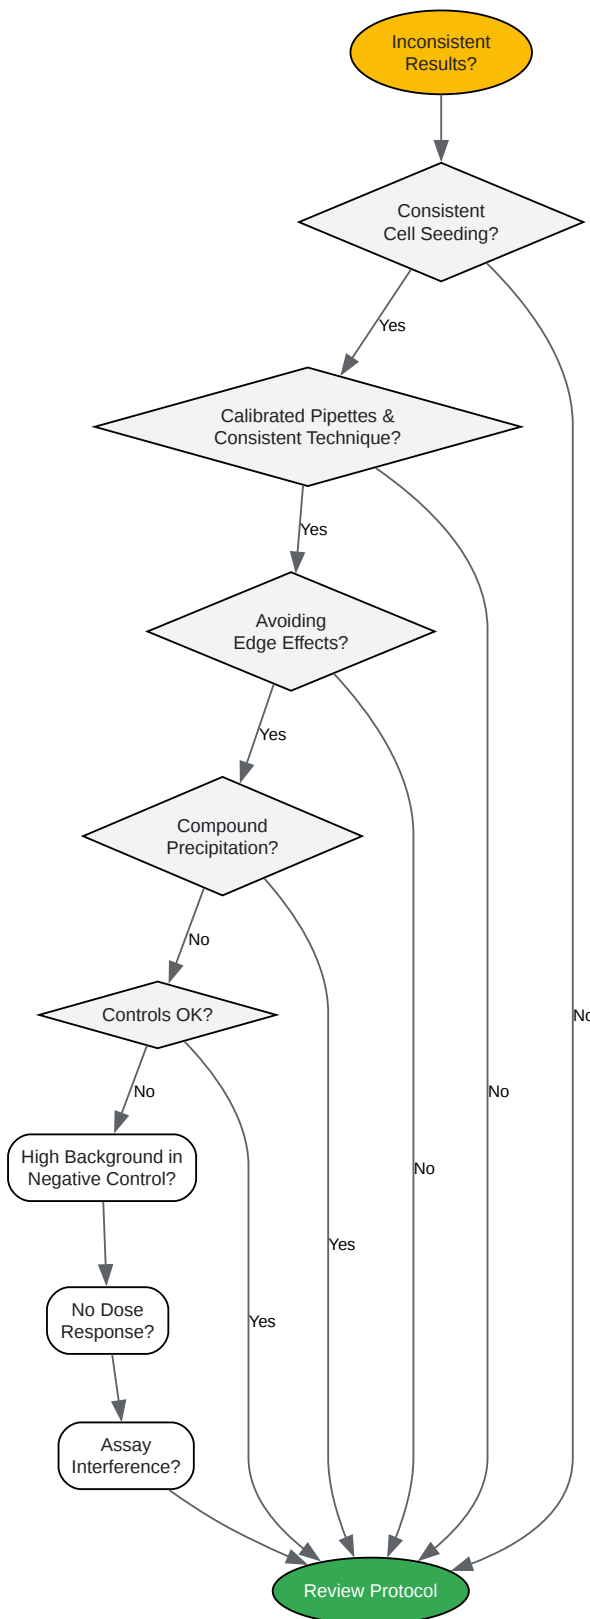 Inconsistent
Results?
Consistent
Cell Seeding?
Yes
Calibrated Pipettes &
Consistent Technique?
Yes
Avoiding
Edge Effects?
Yes
Compound
Precipitation?
No
Controls OK?
No
No
No
High Background in
Negative Control?
No
Yes
No Dose
Response?
Yes
Assay
Interference?
Review Protocol